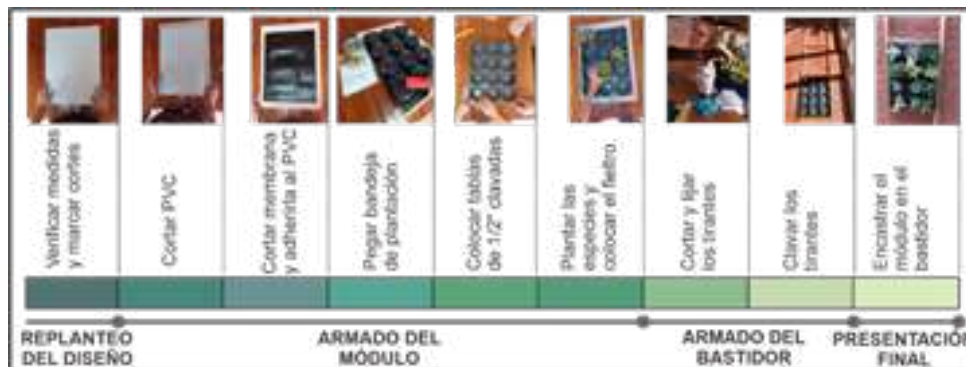 Verificar medidas
y marcar cortes
Cortar PVC
Cortar membrana
y adherirla al PVC
Pegar bandeja
de plantación
Colocar tablas
de 1/2" clavadas
Plantar las
especies y
colocar el fieltro
Cortar y lijar
los tirantes
Clavar los
tirantes
Encastrar el
módulo en el
bastidor
REPLANTEO
DEL DISEÑO
ARMADO DEL
MÓDULO
ARMADO DEL
BASTIDOR
PRESENTACIÓN
FINAL